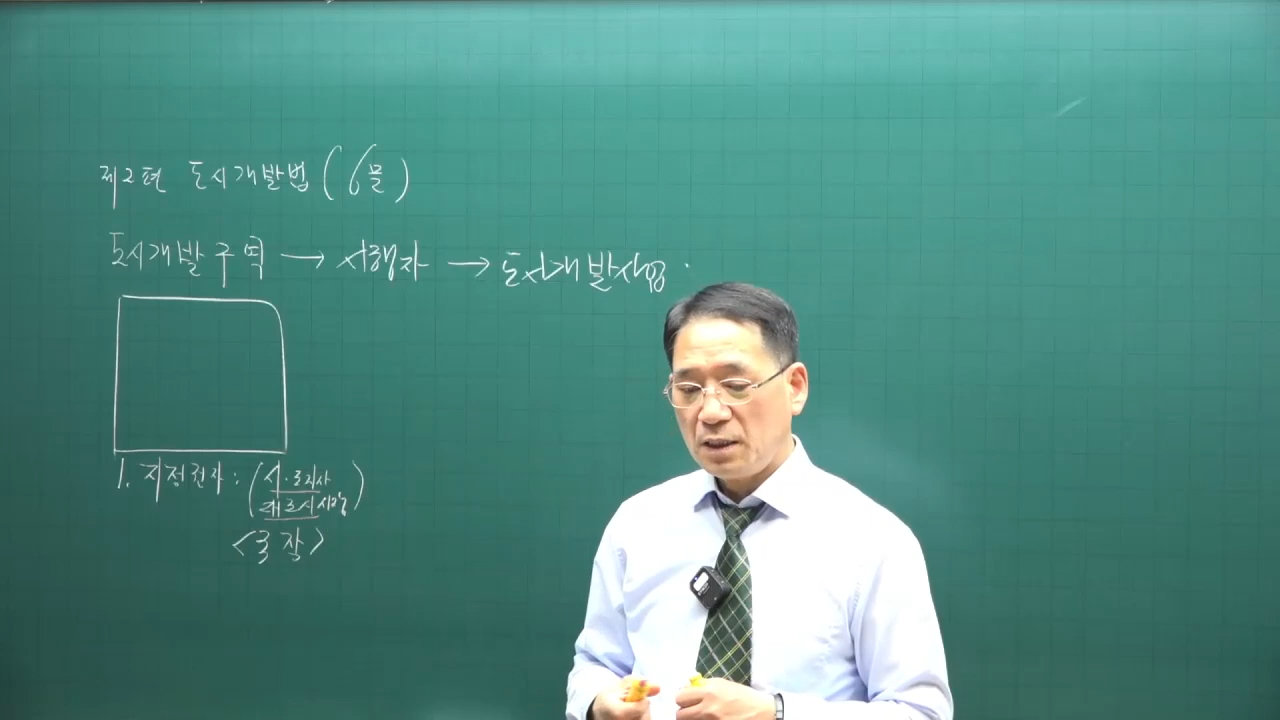 제2편 도시개발법 (6문)
도시개발구역 → 시행자 → 도시개발사업.
1. 지정권자 : (시·도지사
대도시시장)